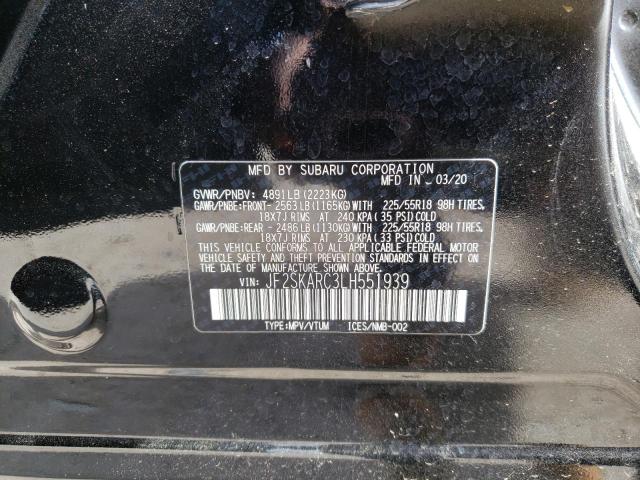 MFD BY SUBARU CORPORATION
MFD IN 03/20
GVWR/PNBV: 4891LB(2223KG)
GAWR/PNBE:FRONT- 2563LB(1165KG)WITH 225/55R18 98H TIRES,
18X7J RIMS AT 240 KPA(35 PSI)COLD
GAWR/PNBE:REAR - 2486LB(1130KG)WITH 225/55R18 98H TIRES,
18X7J RIMS AT 230 KPA(33 PSI)COLD
THIS VEHICLE CONFORMS TO ALL APPLICABLE FEDERAL MOTOR
VEHICLE SAFETY AND THEFT PREVENTION STANDARDS IN EFFECT ON THE
DATE OF MANUFACTURE SHOWN ABOVE.
VIN: JF2SKARC3LH551939
TYPE:MPV/VTUM ICES/NMB-002